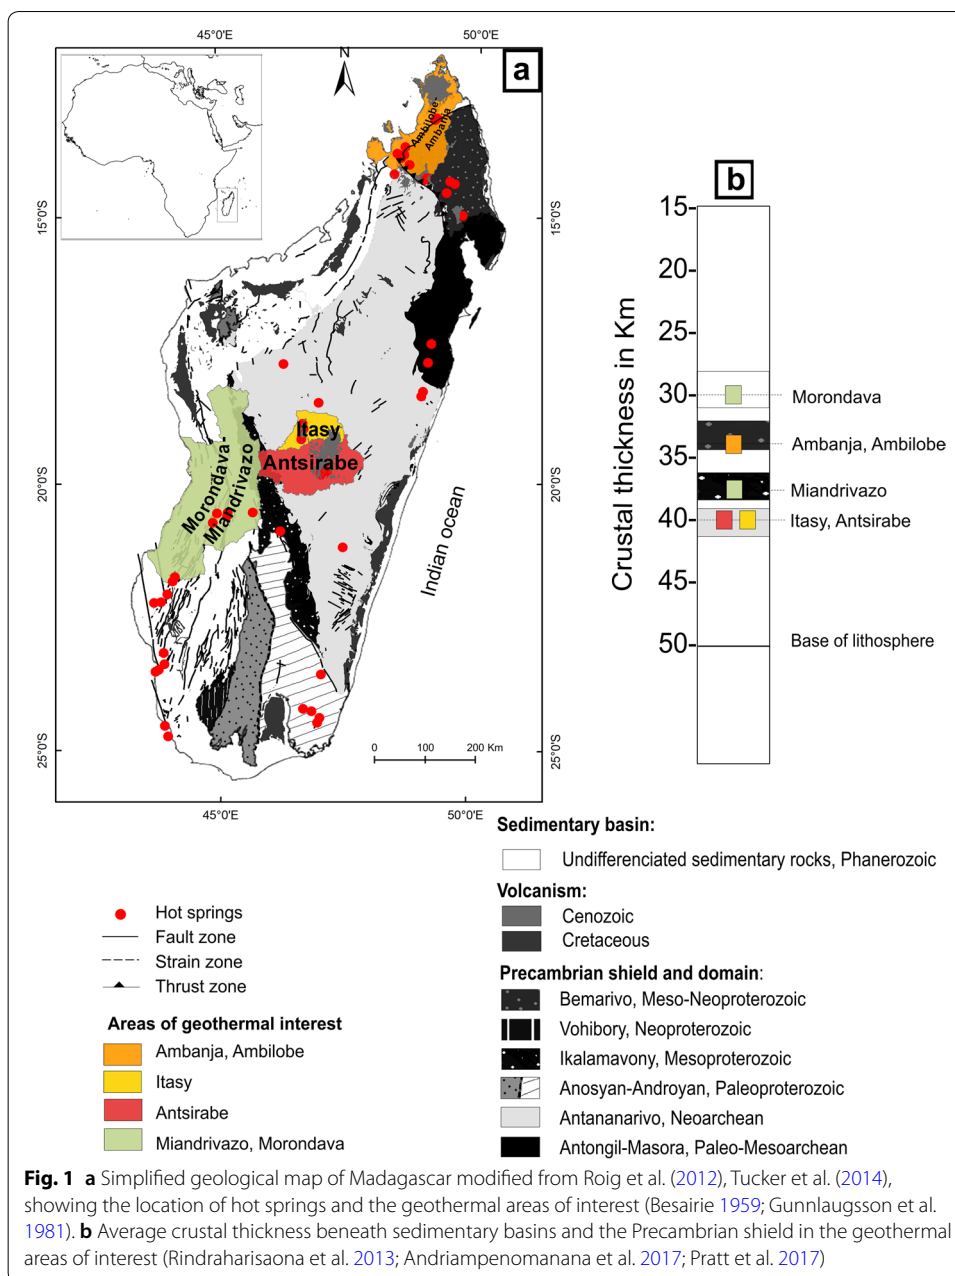 45°0'E
50°0'E
N
a
Ambilobe-
Ambanja
b
15°0'S
15°0'S
15
20
25
30
35
40
45
50
Crustal thickness in Km
Morondava
Ambanja, Ambilobe
Miandrivazo
Itasy, Antsirabe
Base of lithosphere
Itasy
Antsirabe
Morondava-
Miandrivazo
20°0'S
20°0'S
Indian ocean
0 100 200 Km
25°0'S
25°0'S
45°0'E
50°0'E
Hot springs
Fault zone
Strain zone
Thrust zone
Areas of geothermal interest
Ambanja, Ambilobe
Itasy
Antsirabe
Miandrivazo, Morondava
Sedimentary basin:
Undifferenciated sedimentary rocks, Phanerozoic
Volcanism:
Cenozoic
Cretaceous
Precambrian shield and domain:
Bemarivo, Meso-Neoproterozoic
Vohibory, Neoproterozoic
Ikalamavony, Mesoproterozoic
Anosyan-Androyan, Paleoproterozoic
Antananarivo, Neoarchean
Antongil-Masora, Paleo-Mesoarchean
Fig. 1 a Simplified geological map of Madagascar modified from Roig et al. (2012), Tucker et al. (2014),
showing the location of hot springs and the geothermal areas of interest (Besairie 1959; Gunnlaugsson et al.
1981). b Average crustal thickness beneath sedimentary basins and the Precambrian shield in the geothermal
areas of interest (Rindraharisaona et al. 2013; Andriampenomanana et al. 2017; Pratt et al. 2017)